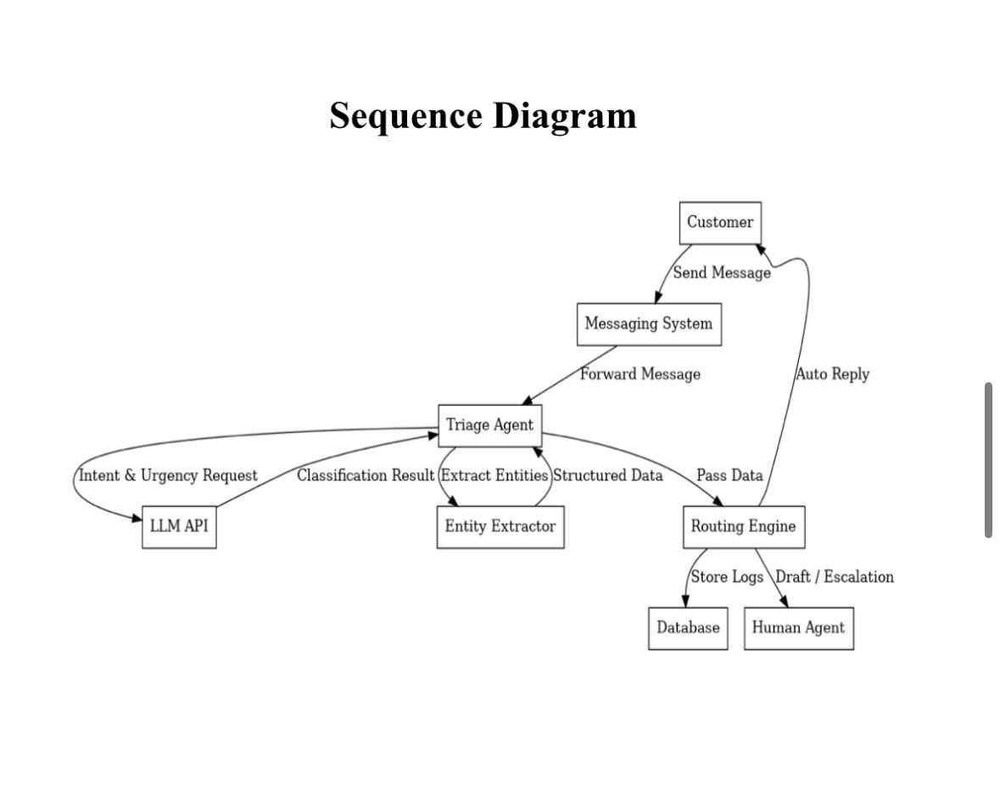 Sequence Diagram
Customer
Send Message
Messaging System
Forward Message
Auto Reply
Triage Agent
Intent & Urgency Request
Classification Result
Extract Entities
Structured Data
Pass Data
LLM API
Entity Extractor
Routing Engine
Store Logs
Draft / Escalation
Database
Human Agent